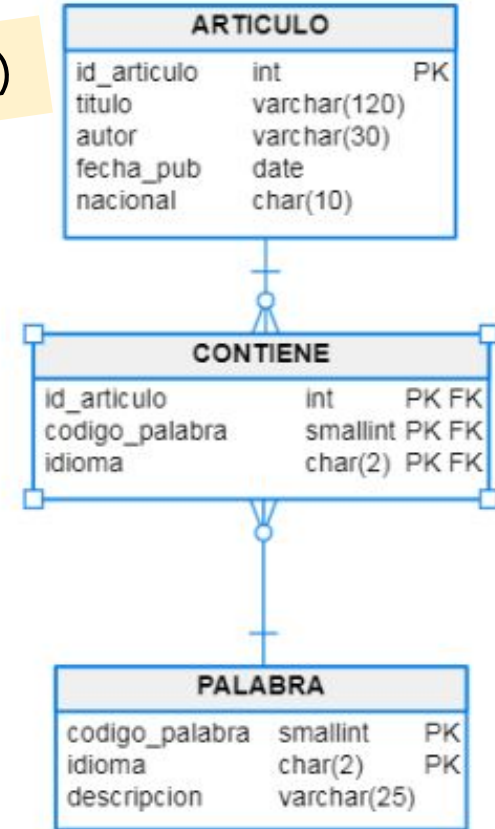 )
ARTICULO
id_articulo int PK
titulo varchar(120)
autor varchar(30)
fecha_pub date
nacional char(10)
CONTIENE
id_articulo int PK FK
codigo_palabra smallint PK FK
idioma char(2) PK FK
PALABRA
codigo_palabra smallint PK
idioma char(2) PK
descripcion varchar(25)